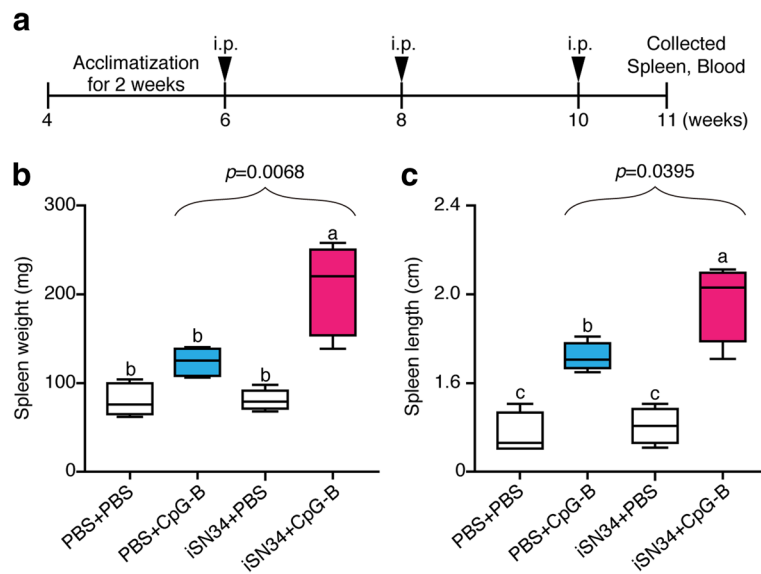 a
i.p. i.p. i.p. Collected
Acclimatization Spleen, Blood
for 2 weeks
4 6 8 10 11 (weeks)
b
p=0.0068
Spleen weight (mg)
300
200
100
0
b
b
b
a
PBS+PBS
PBS+CpG-B
iSN34+PBS
iSN34+CpG-B
c
p=0.0395
Spleen length (cm)
2.4
2.0
1.6
0
c
b
c
a
PBS+PBS
PBS+CpG-B
iSN34+PBS
iSN34+CpG-B